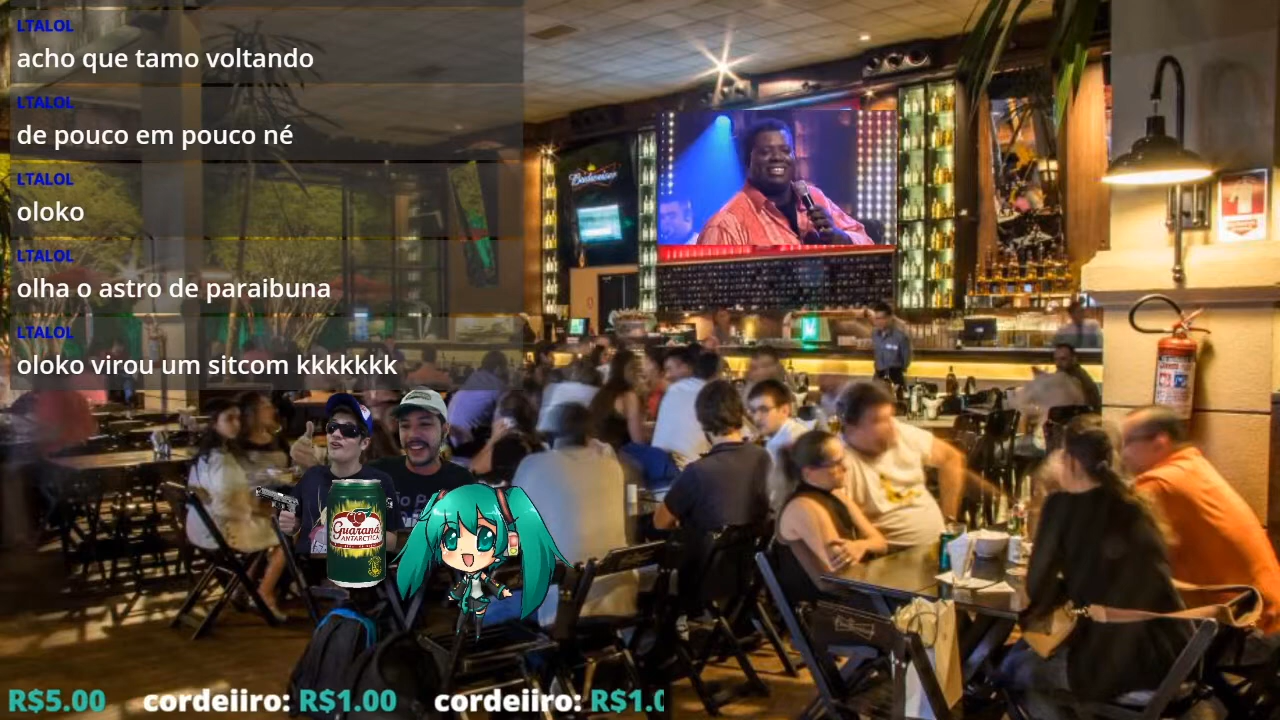 LTALOL
acho que tamo voltando
LTALOL
de pouco em pouco né
LTALOL
oloko
LTALOL
olha o astro de paraibuna
LTALOL
oloko virou um sitcom kkkkkkk
Budweiser
Guaraná
ANTARCTICA
R$5.00 cordeiiro: R$1.00 cordeiiro: R$1.0